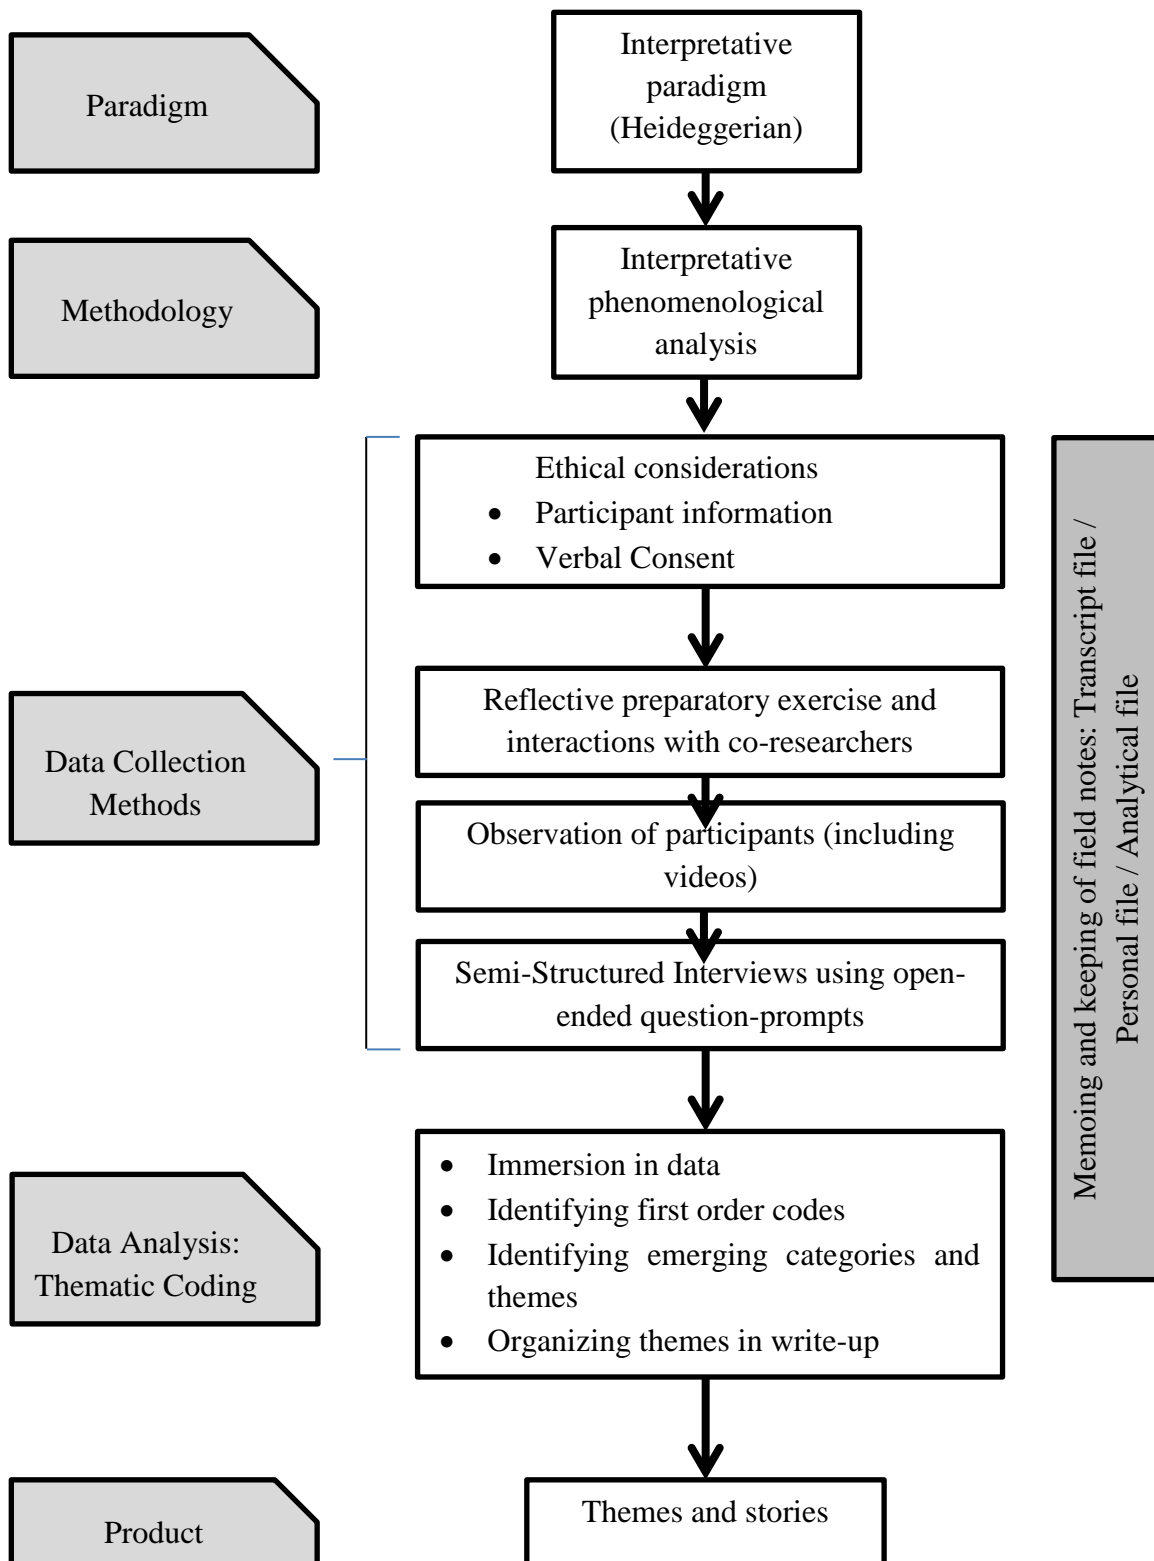 Paradigm
Interpretative
paradigm
(Heideggerian)
Methodology
Interpretative
phenomenological
analysis
Ethical considerations
• Participant information
• Verbal Consent
Data Collection
Methods
Reflective preparatory exercise and
interactions with co-researchers
Observation of participants (including
videos)
Semi-Structured Interviews using open-
ended question-prompts
Memoing and keeping of field notes: Transcript file /
Personal file / Analytical file
Data Analysis:
Thematic Coding
• Immersion in data
• Identifying first order codes
• Identifying emerging categories and
themes
• Organizing themes in write-up
Product
Themes and stories